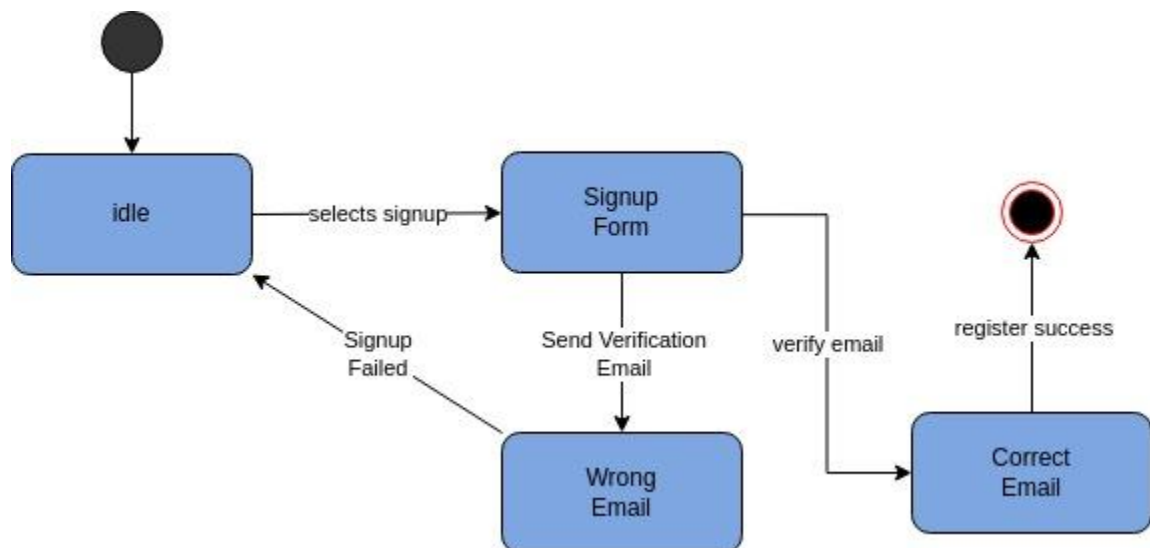 idle
selects signup
Signup
Form
Signup
Failed
Send Verification
Email
verify email
register success
Wrong
Email
Correct
Email